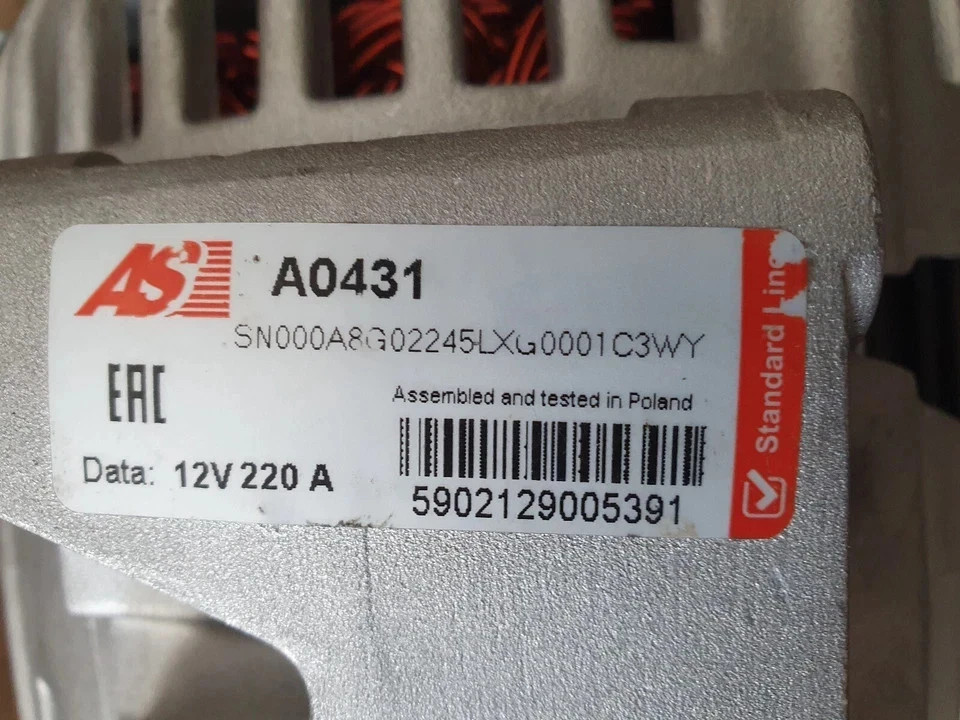 AS
A0431
SN000A8G02245LXG0001C3WY
EAC
Assembled and tested in Poland
Data: 12V 220 A
5902129005391
Standard Line